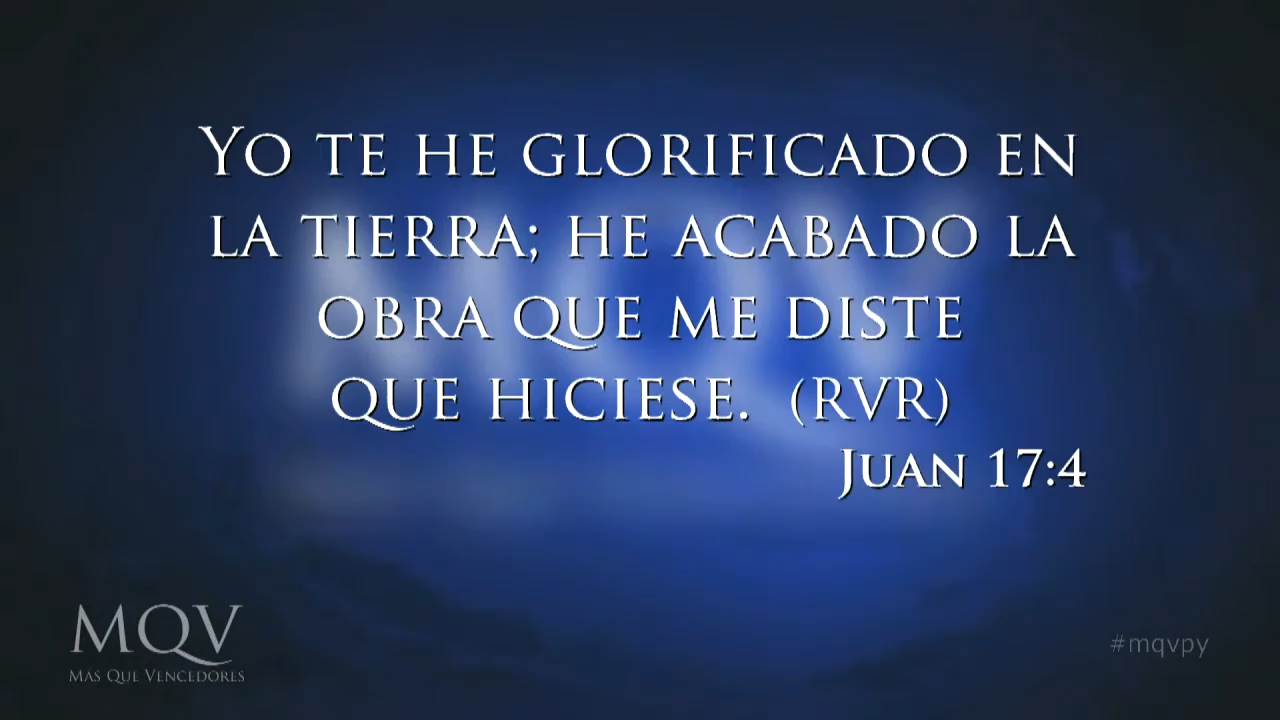 Yo te he glorificado en
la tierra; he acabado la
obra que me diste
que hiciese. (RVR)
Juan 17:4
MQV
Mas Que Vencedores
#mqvpy